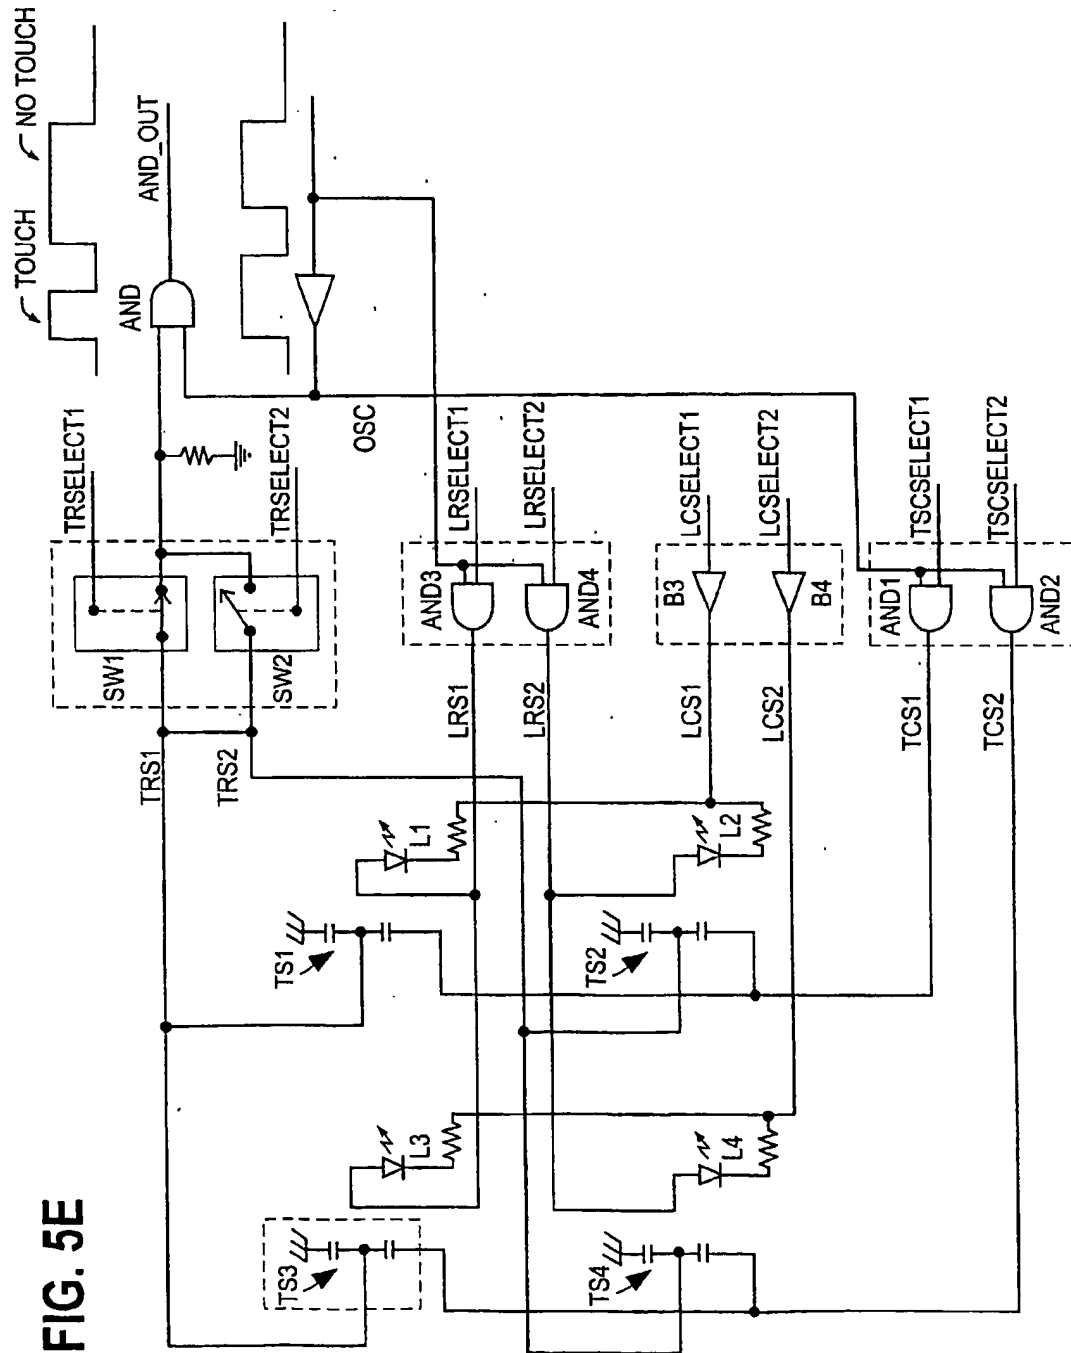 FIG. 5E
TOUCH
NO TOUCH
AND
AND_OUT
TRSELECT1
TRSELECT2
SW1
SW2
TRS1
TRS2
OSC
LRSELECT1
LRSELECT2
AND3
AND4
LRS1
LRS2
LCSELECT1
LCSELECT2
B3
B4
LCS1
LCS2
TSCSELECT1
TSCSELECT2
AND1
AND2
TCS1
TCS2
L1
L2
TS1
TS2
L3
L4
TS3
TS4